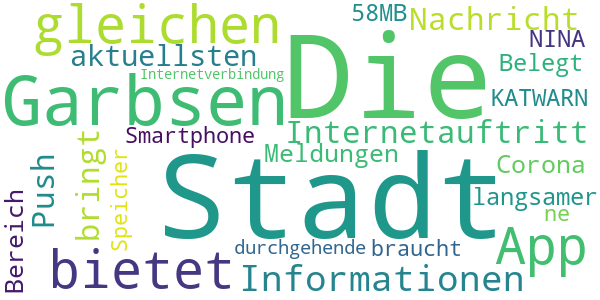 gleichen
58MB
Nachricht
aktuellsten
Die
NINA
Internetverbindung
Belegt
Garbsen
KATWARN
Smartphone
Internetauftritt
Meldungen
Stadt
Corona
Push
bringt
Speicher
langsamer
Bereich
ne
bietet
durchgehende
braucht
App
Informationen